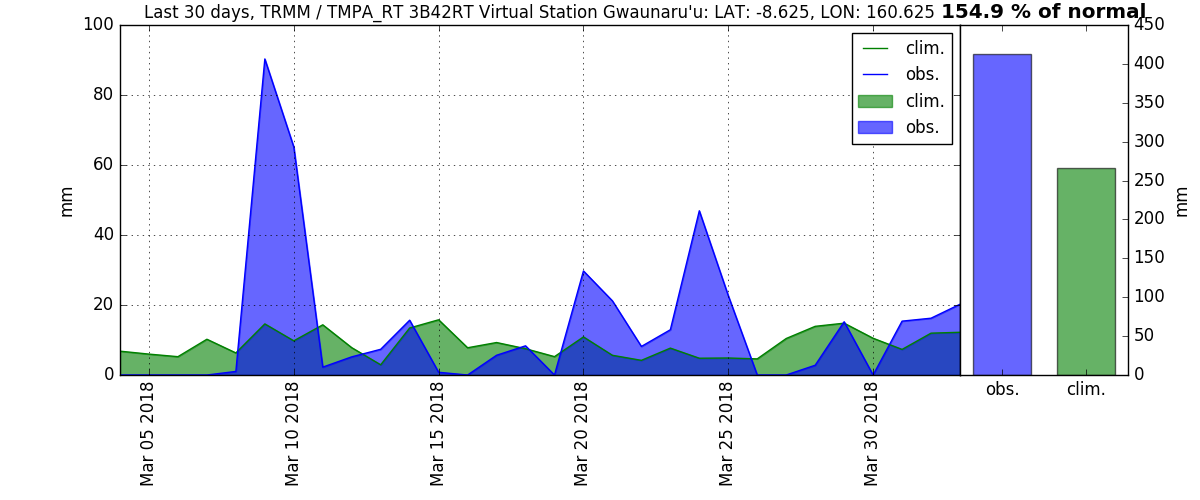 Last 30 days, TRMM / TMPA_RT 3B42RT Virtual Station Gwaunaru'u: LAT: -8.625, LON: 160.625 154.9 % of normal
100
80
60
40
20
0
mm
clim.
obs.
clim.
obs.
450
400
350
300
250
200
150
100
50
0
mm
obs.
clim.
Mar 05 2018
Mar 10 2018
Mar 15 2018
Mar 20 2018
Mar 25 2018
Mar 30 2018